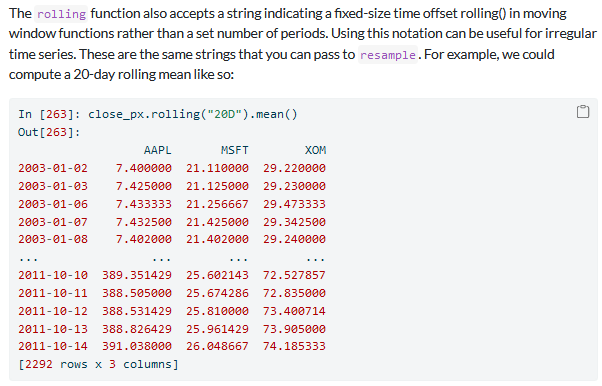 The rolling function also accepts a string indicating a fixed-size time offset rolling() in moving
window functions rather than a set number of periods. Using this notation can be useful for irregular
time series. These are the same strings that you can pass to resample. For example, we could
compute a 20-day rolling mean like so:
In [263]: close_px.rolling("20D").mean()
Out[263]:
                  AAPL       MSFT        XOM
2003-01-02    7.400000  21.110000  29.220000
2003-01-03    7.425000  21.125000  29.230000
2003-01-06    7.433333  21.256667  29.473333
2003-01-07    7.432500  21.425000  29.342500
2003-01-08    7.402000  21.402000  29.240000
...                ...        ...        ...
2011-10-10  389.351429  25.602143  72.527857
2011-10-11  388.505000  25.674286  72.835000
2011-10-12  388.531429  25.810000  73.400714
2011-10-13  388.826429  25.961429  73.905000
2011-10-14  391.038000  26.048667  74.185333
[2292 rows x 3 columns]